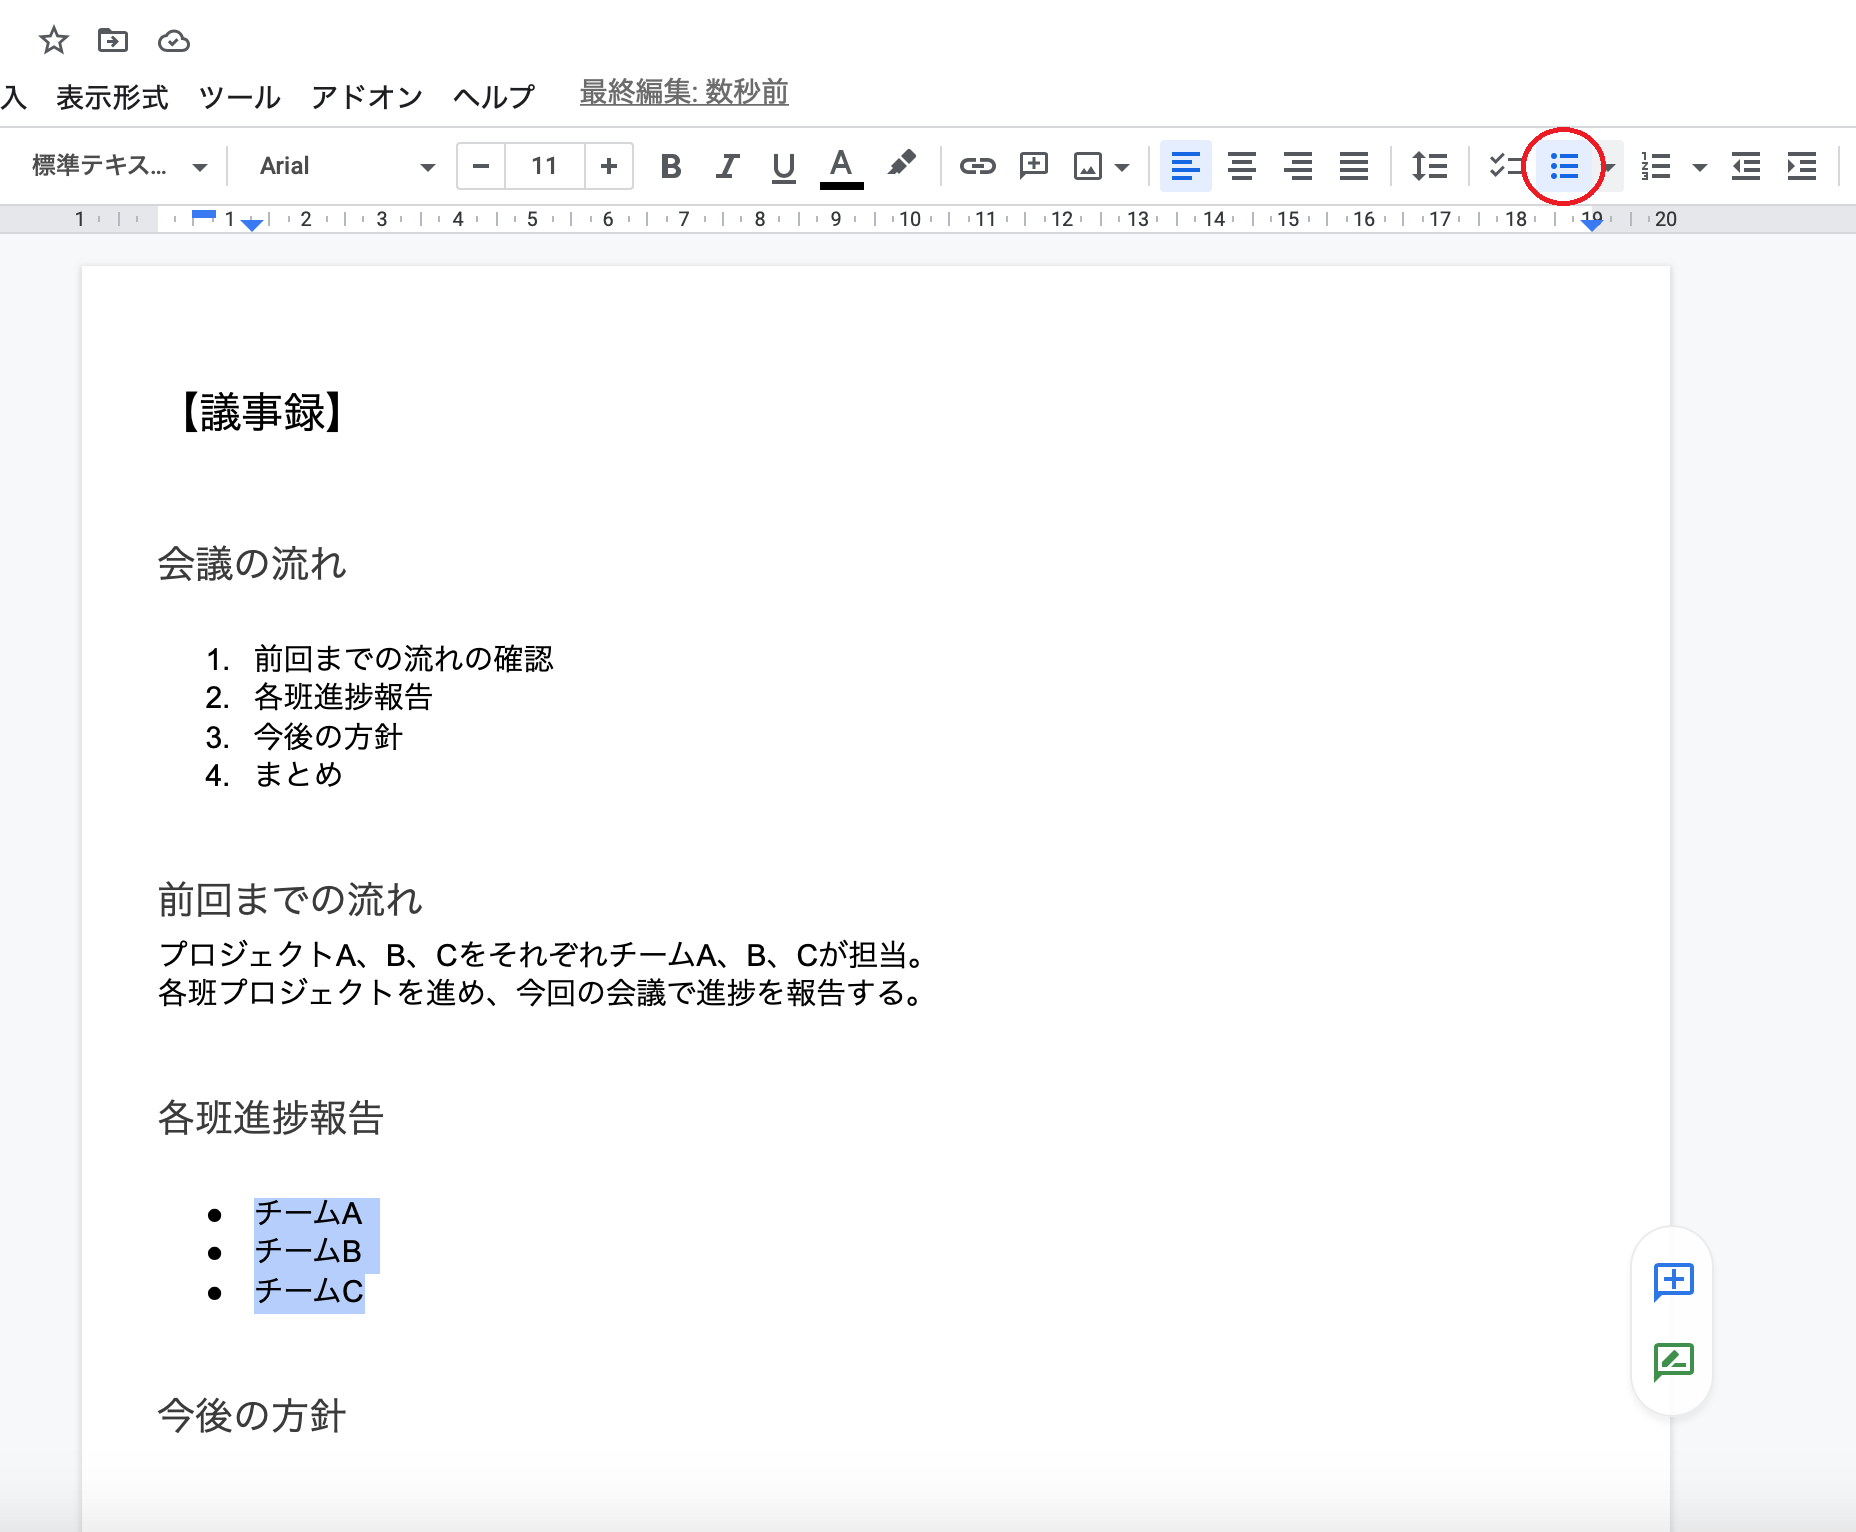 入 表示形式 ツール アドオン ヘルプ 最終編集: 数秒前
標準テキス... Arial 11 B I U A
1 1 2 3 4 5 6 7 8 9 10 11 12 13 14 15 16 17 18 19 20
【議事録】
会議の流れ
1. 前回までの流れの確認
2. 各班進捗報告
3. 今後の方針
4. まとめ
前回までの流れ
プロジェクトA、B、CをそれぞれチームA、B、Cが担当。
各班プロジェクトを進め、今回の会議で進捗を報告する。
各班進捗報告
● チームA
● チームB
● チームC
今後の方針